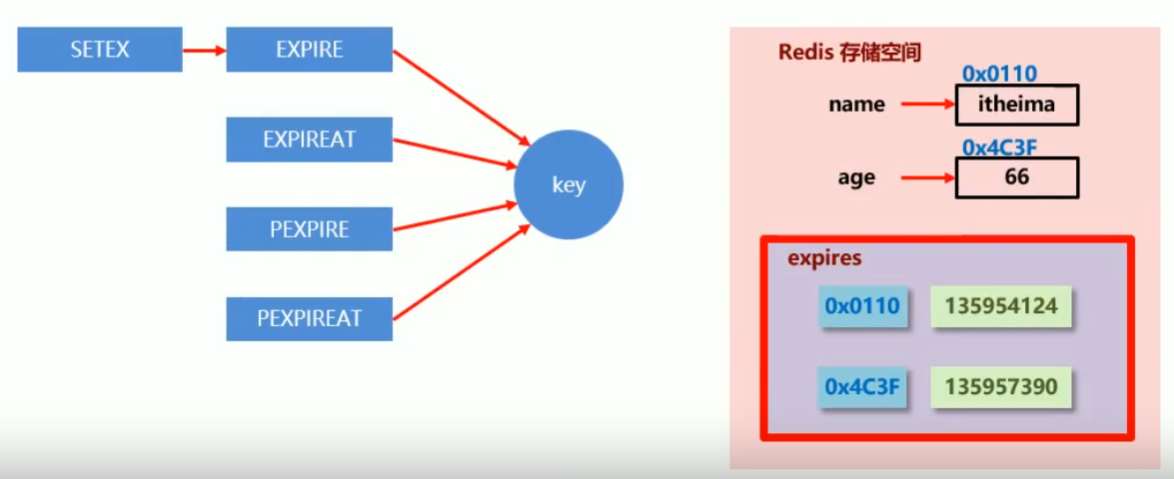 SETEX
EXPIRE
EXPIREAT
PEXPIRE
PEXPIREAT
key
Redis 存储空间
0x0110
name
itheima
0x4C3F
age
66
expires
0x0110 135954124
0x4C3F 135957390